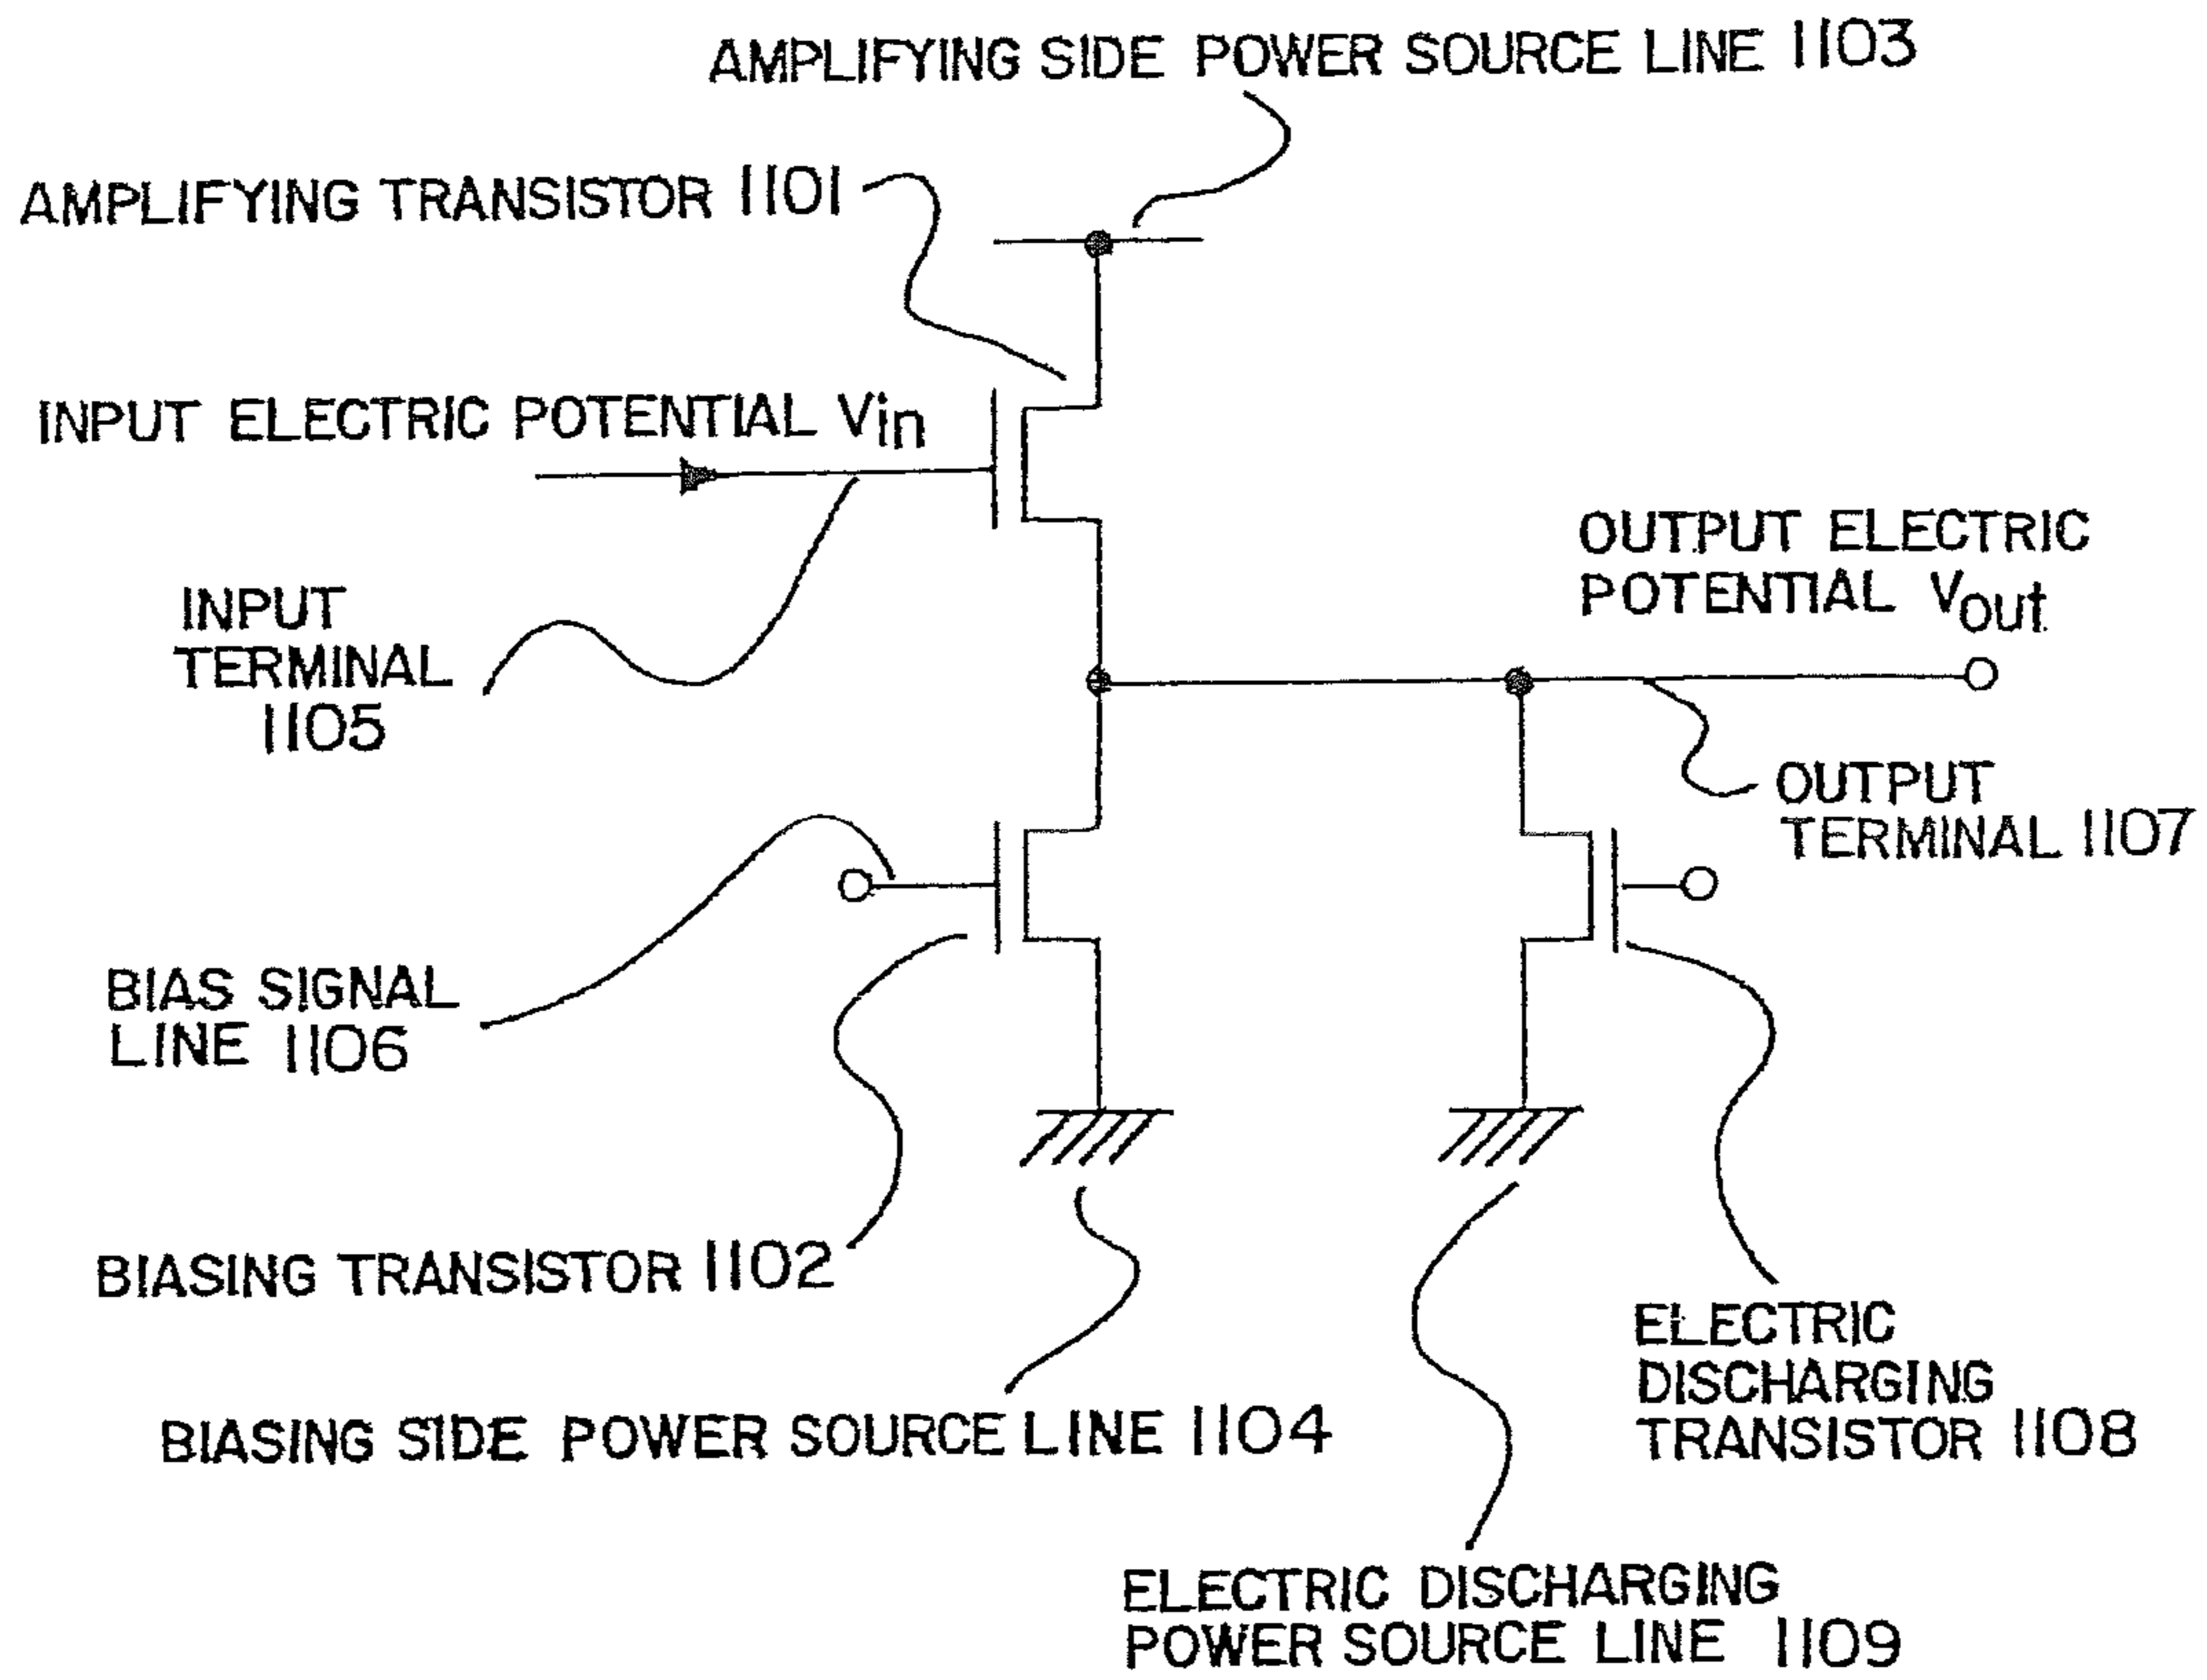 AMPLIFYING SIDE POWER SOURCE LINE 1103
AMPLIFYING TRANSISTOR 1101
INPUT ELECTRIC POTENTIAL Vin
OUTPUT ELECTRIC
POTENTIAL Vout
INPUT
TERMINAL
1105
OUTPUT
TERMINAL 1107
BIAS SIGNAL
LINE 1106
BIASING TRANSISTOR 1102
ELECTRIC
DISCHARGING
TRANSISTOR 1108
BIASING SIDE POWER SOURCE LINE 1104
ELECTRIC DISCHARGING
POWER SOURCE LINE 1109